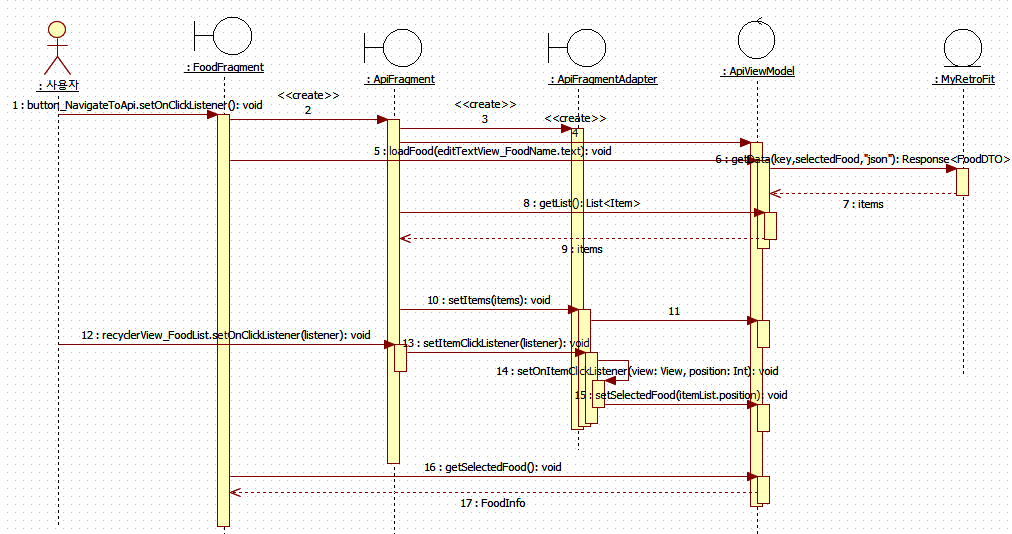 : 사용자
: FoodFragment
: ApiFragment
: ApiFragmentAdapter
: ApiViewModel
: MyRetroFit
1 : button_NavigateToApi.setOnClickListener(): void
<<create>>
2
<<create>>
3
<<create>>
4
5 : loadFood(editTextView_FoodName.text): void
6 : getData(key,selectedFood,"json"): Response<FoodDTO>
7 : items
8 : getList(): List<Item>
9 : items
10 : setItems(items): void
11
12 : recyclerView_FoodList.setOnClickListener(listener): void
13 : setItemClickListener(listener): void
14 : setOnItemClickListener(view: View, position: Int): void
15 : setSelectedFood(itemList.position): void
16 : getSelectedFood(): void
17 : FoodInfo